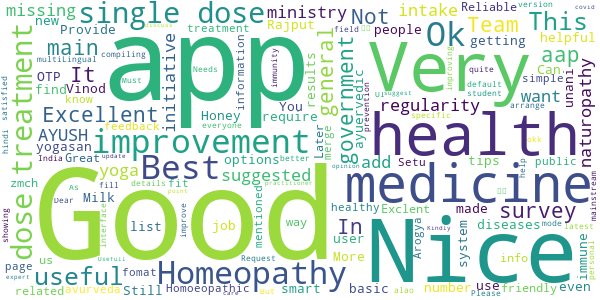 missing
single dose
ministry
Not
intake
Reliable
version
covid
new
Provide
Rajput
people
Team
This
multiLingual
compiling
Must
treatment
Needs
immunity
field
getting
helpful
main
initiative
information
app
Very
Ok
aap
OTP
It
Vinod
results
general
government
default
quite
student
improving
Can
simple
unani
find
Excellent
You
ayurvedic
prevention
ui
suggest
arrange
want
naturopathy
satisfied
hindi
know
AYUSH
feedback
everyone
Honey
require
regularity
specific
yogasan
improvement
Later
merge
health
India
Great
update
dose treatment
Best
options
better
add
Setu
tips
public
mainstream
showing
yoga
suggested
medicine
zmch
As
Dear
Milk
fit
Good
Nice
made
survey
fill
details
point
healthy
Exclent
opinion
help
useful
improve
list
job
way
mentioned
In
Arogya
diseases
mode
latest
interface
user
system
info
immune
personal
page
us
Usefull
Homeopathy
More
number
use
friendly
even
expert
related
ayurveda
Still
fomat
Request
Homoeopathic
care
smart
basic
alao
Please
Kindly